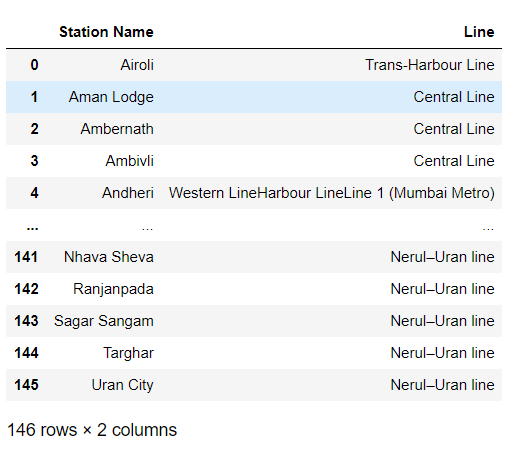 Station Name Line
0 Airoli Trans-Harbour Line
1 Aman Lodge Central Line
2 Ambernath Central Line
3 Ambivli Central Line
4 Andheri Western LineHarbour LineLine 1 (Mumbai Metro)
... ... ...
141 Nhava Sheva Nerul–Uran line
142 Ranjanpada Nerul–Uran line
143 Sagar Sangam Nerul–Uran line
144 Targhar Nerul–Uran line
145 Uran City Nerul–Uran line
146 rows × 2 columns